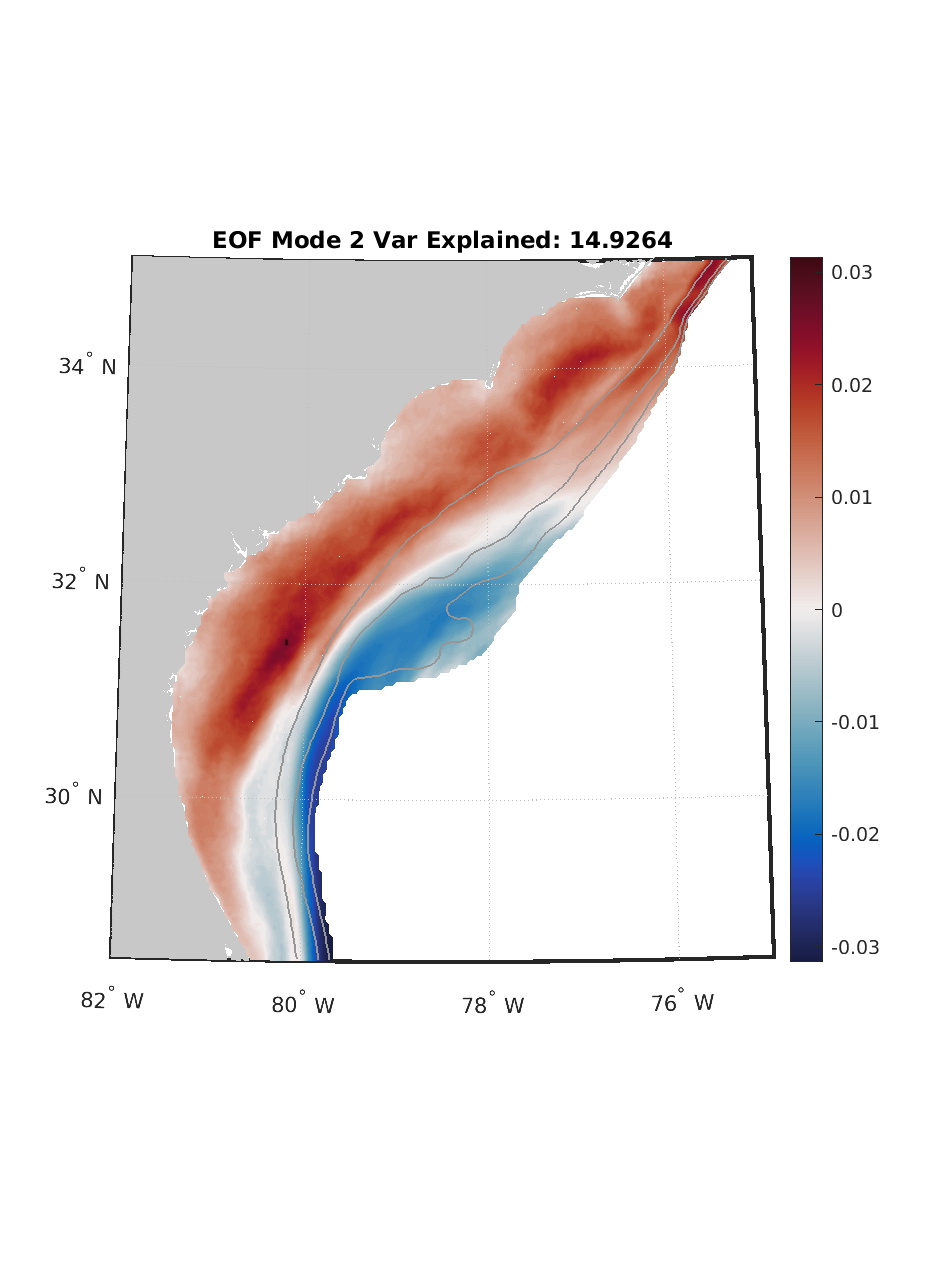 EOF Mode 2 Var Explained: 14.9264
34° N
32° N
30° N
82° W
80° W
78° W
76° W
0.03
0.02
0.01
0
-0.01
-0.02
-0.03